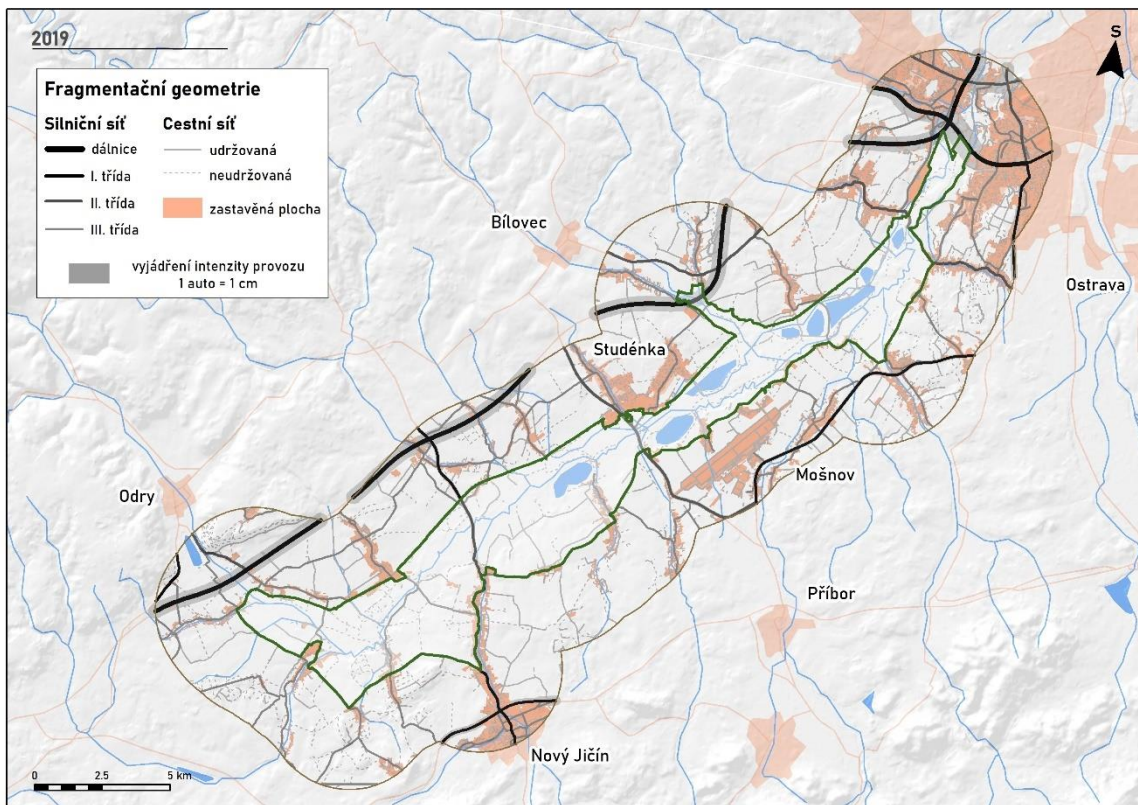 2019
S
Fragmentační geometrie
Silniční síť
Cestní síť
dálnice
udržovaná
I. třída
neudržovaná
II. třída
zastavěná plocha
III. třída
vyjádření intenzity provozu
1 auto = 1 cm
Bílovec
Ostrava
Studénka
Odry
Mošnov
Příbor
Nový Jičín
0
2.5
5 km